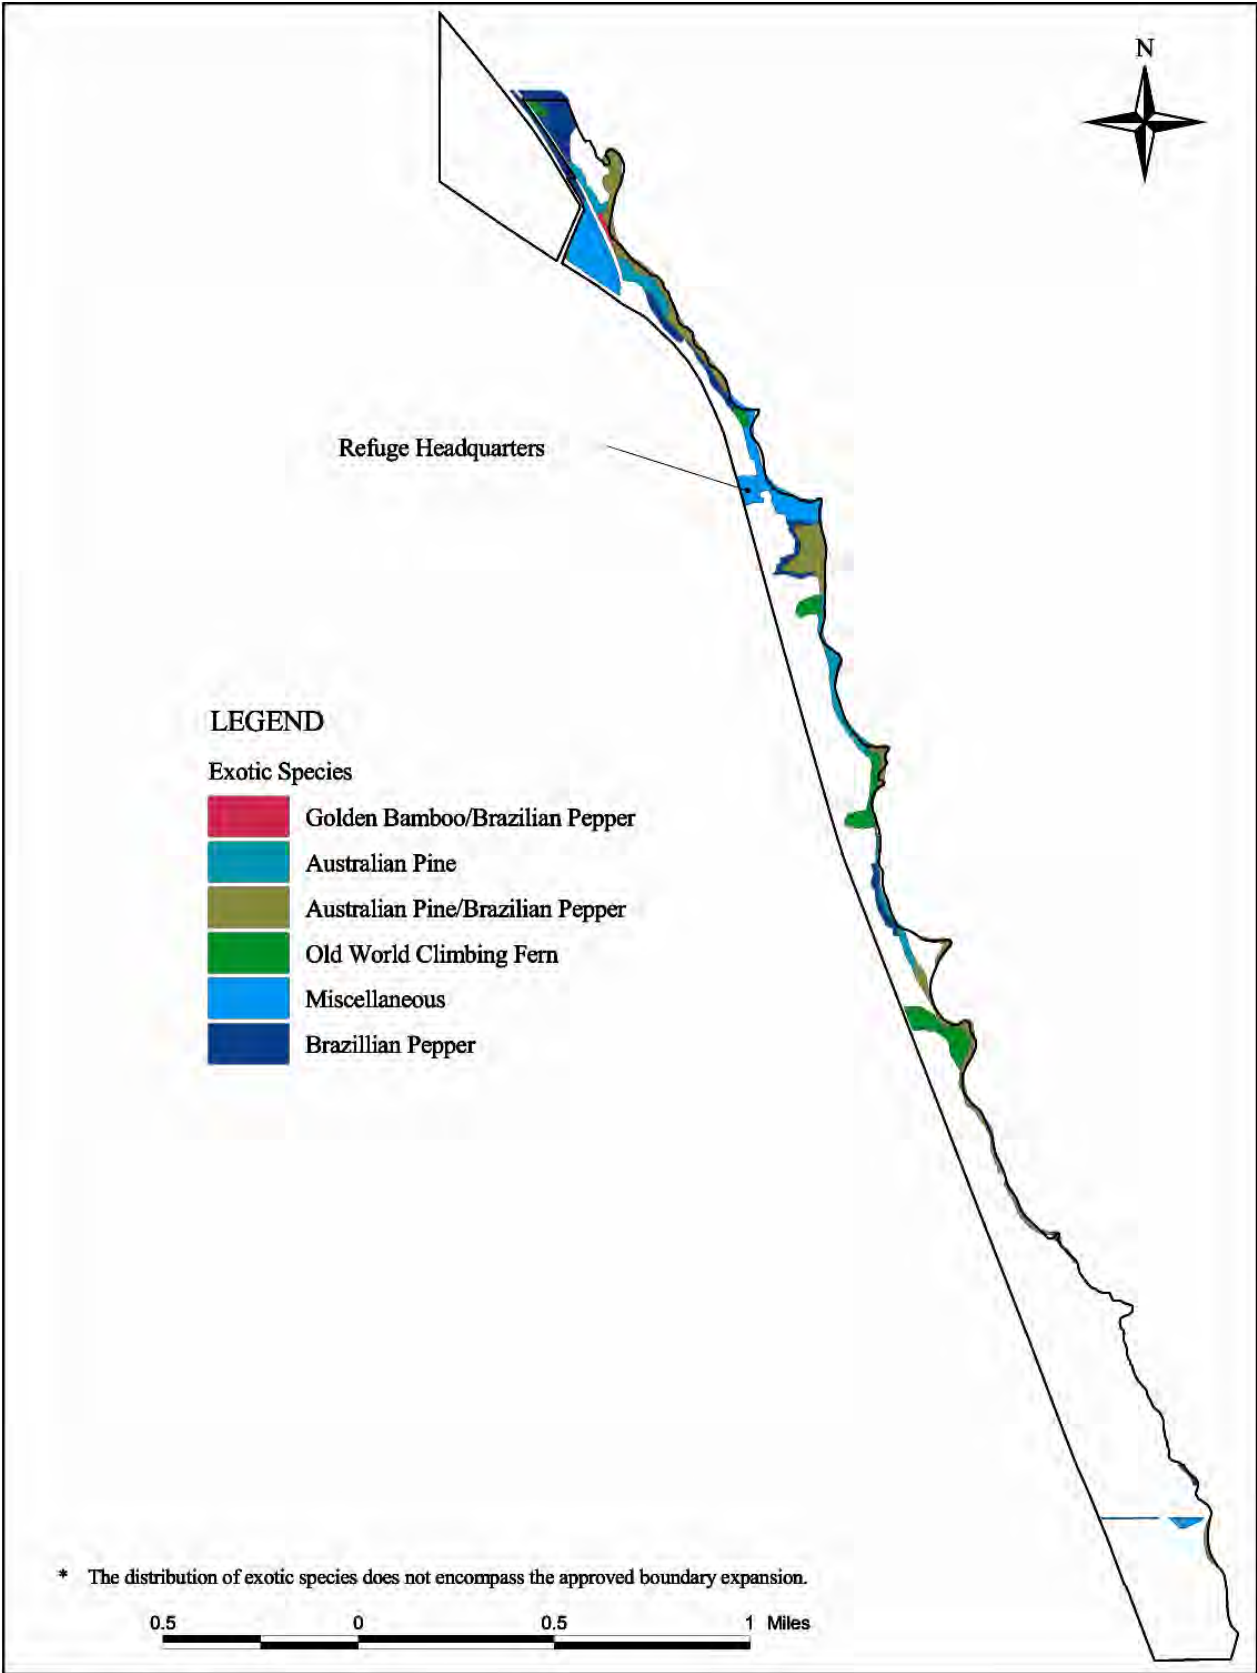 N
Refuge Headquarters
LEGEND
Exotic Species
Golden Bamboo/Brazilian Pepper
Australian Pine
Australian Pine/Brazilian Pepper
Old World Climbing Fern
Miscellaneous
Brazillian Pepper
* The distribution of exotic species does not encompass the approved boundary expansion.
0.5 0 0.5 1 Miles